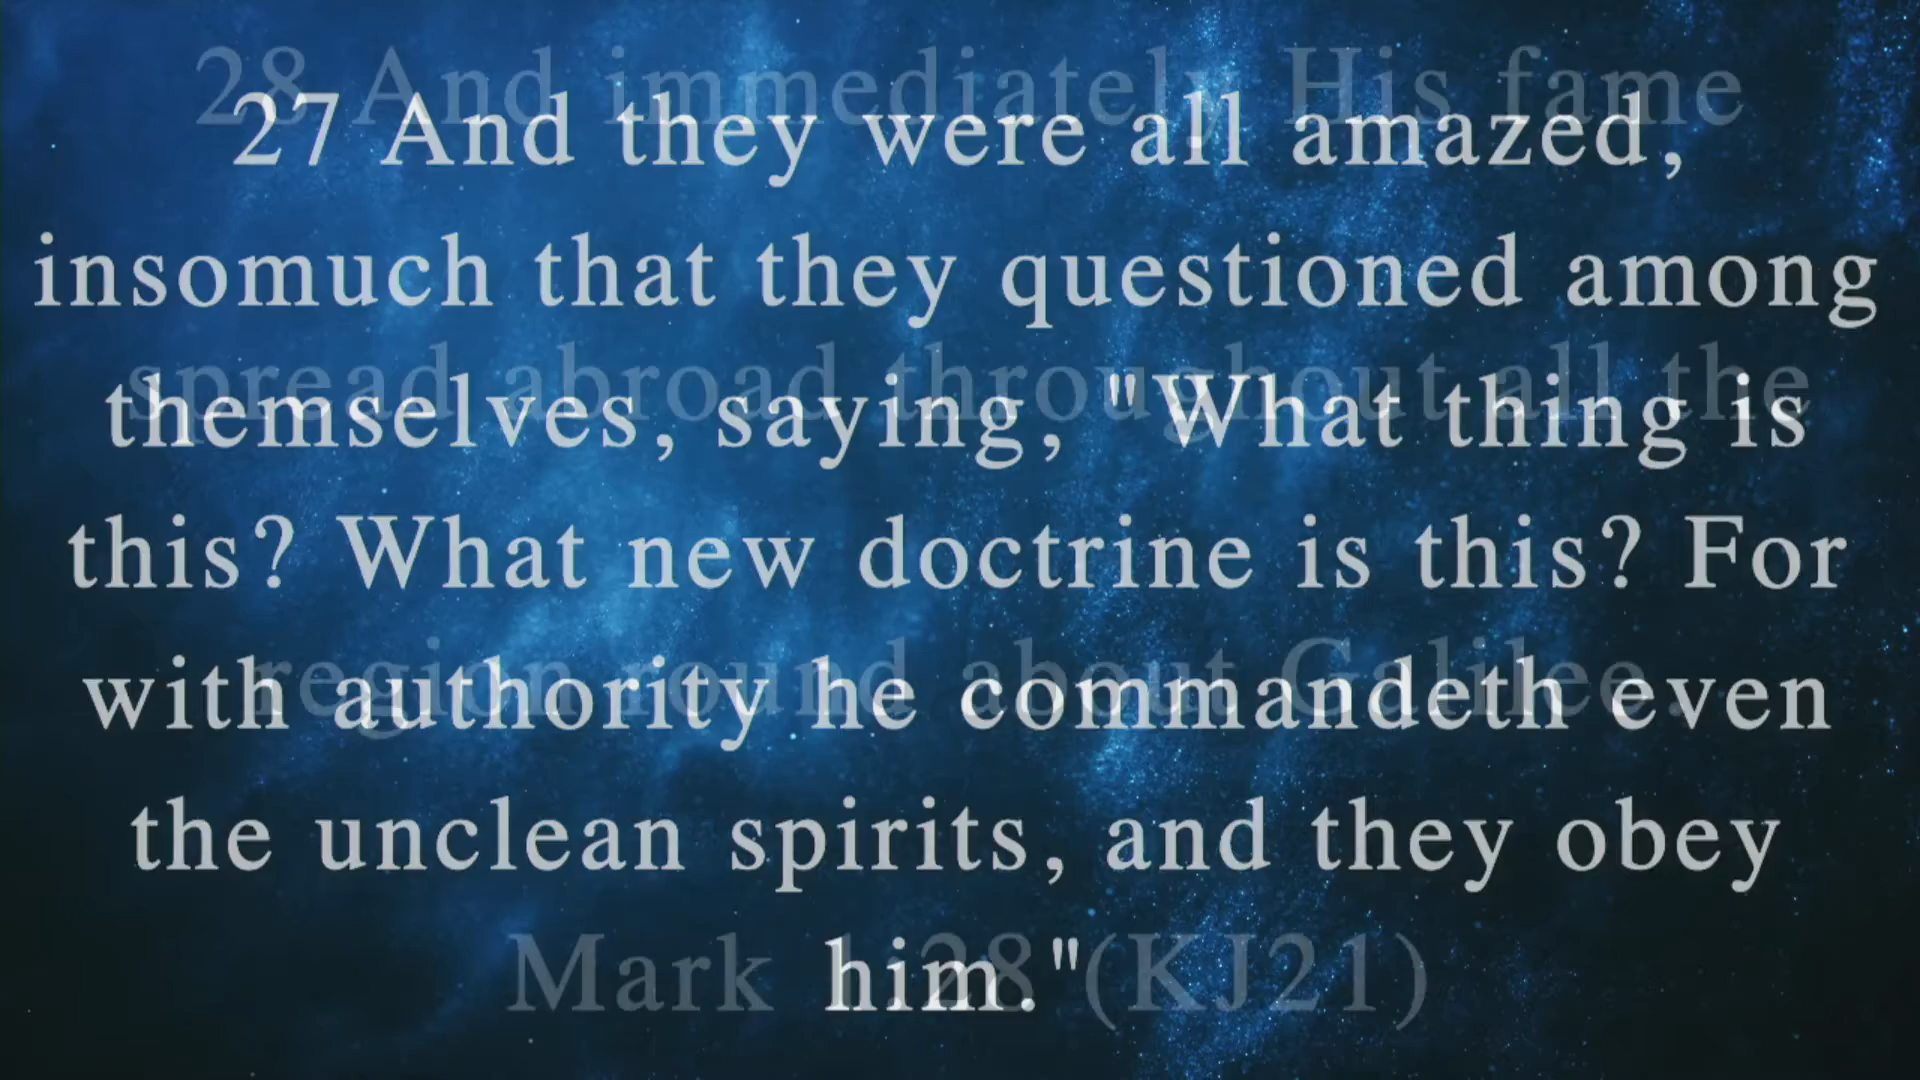 28 And immediately His fame
27 And they were all amazed,
insomuch that they questioned among
spread abroad throughout all the
themselves, saying, "What thing is
this? What new doctrine is this? For
region round about Galilee.
with authority he commandeth even
the unclean spirits, and they obey
Mark 1:28 (KJ21)
him."